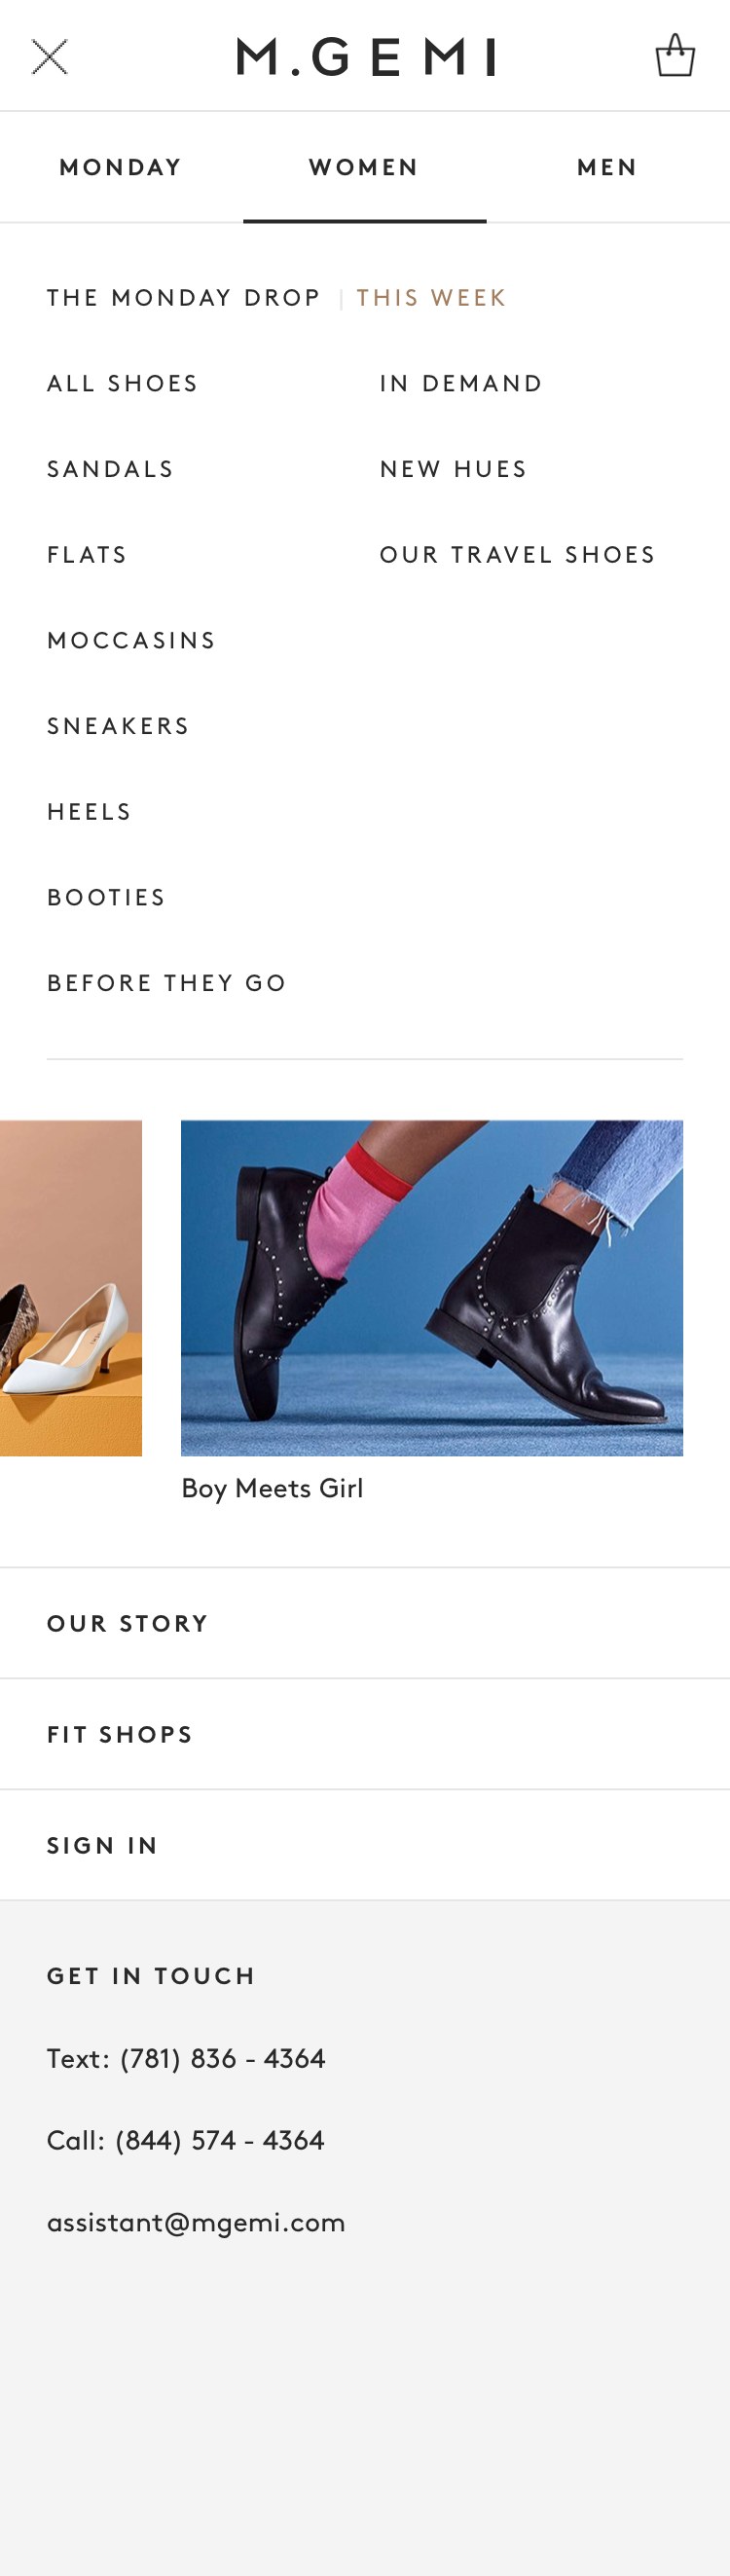 M.GEMI
MONDAY WOMEN MEN
THE MONDAY DROP | THIS WEEK
ALL SHOES
SANDALS
FLATS
MOCCASINS
SNEAKERS
HEELS
BOOTIES
BEFORE THEY GO
IN DEMAND
NEW HUES
OUR TRAVEL SHOES
Boy Meets Girl
OUR STORY
FIT SHOPS
SIGN IN
GET IN TOUCH
Text: (781) 836 - 4364
Call: (844) 574 - 4364
assistant@mgemi.com